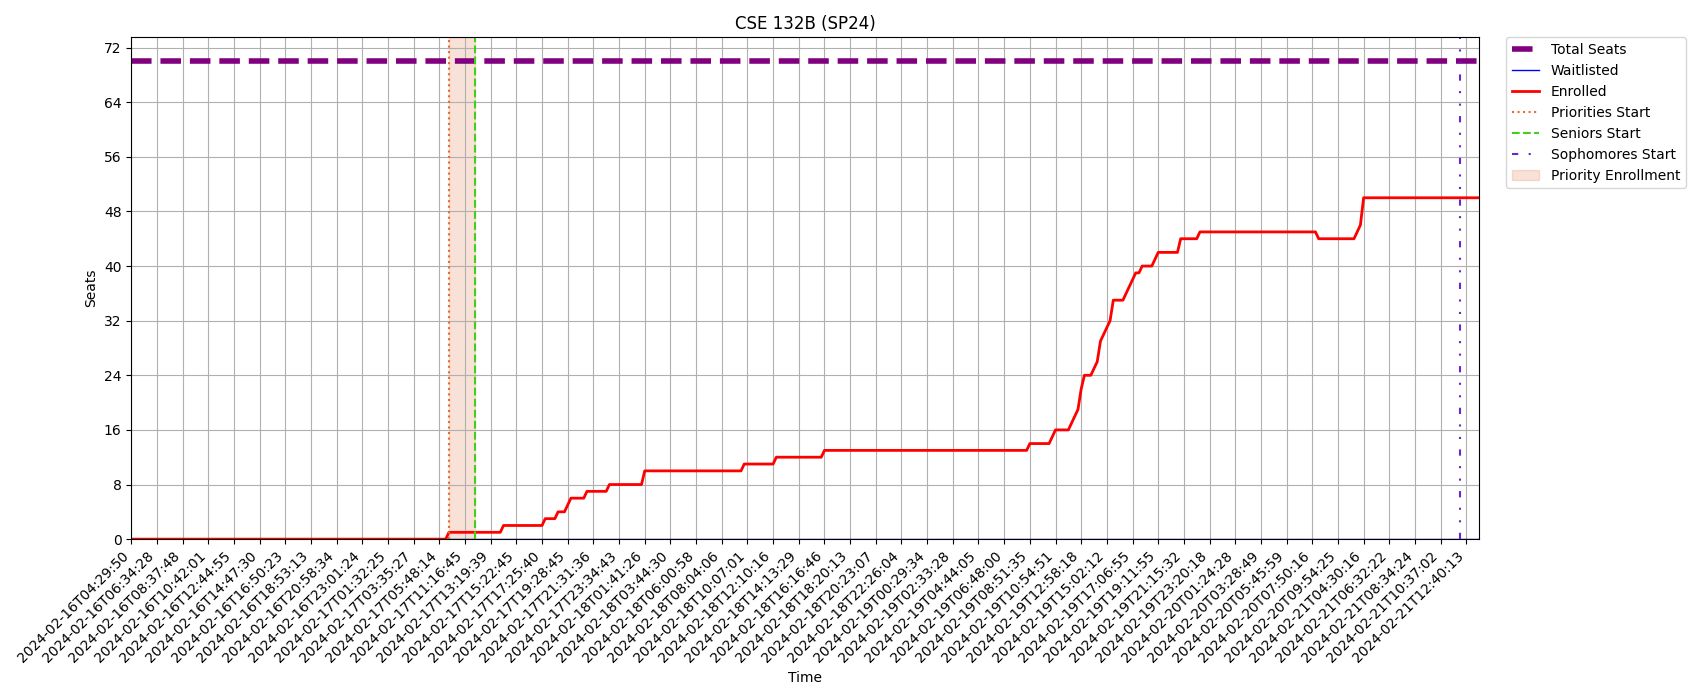 CSE 132B (SP24)
Total Seats
Waitlisted
Enrolled
Priorities Start
Seniors Start
Sophomores Start
Priority Enrollment
Seats
72
64
56
48
40
32
24
16
8
0
2024-02-16T04:29:50
2024-02-16T06:34:28
2024-02-16T08:37:48
2024-02-16T10:42:01
2024-02-16T12:44:55
2024-02-16T14:47:30
2024-02-16T16:50:23
2024-02-16T18:53:13
2024-02-16T20:58:34
2024-02-16T23:01:24
2024-02-17T01:32:25
2024-02-17T03:35:27
2024-02-17T05:48:14
2024-02-17T11:16:45
2024-02-17T13:19:39
2024-02-17T15:22:45
2024-02-17T17:25:40
2024-02-17T19:28:45
2024-02-17T21:31:36
2024-02-17T23:34:43
2024-02-18T01:41:26
2024-02-18T03:44:30
2024-02-18T06:00:58
2024-02-18T08:04:06
2024-02-18T10:07:01
2024-02-18T12:10:16
2024-02-18T14:13:29
2024-02-18T16:16:46
2024-02-18T18:20:13
2024-02-18T20:23:07
2024-02-18T22:26:04
2024-02-19T00:29:34
2024-02-19T02:33:28
2024-02-19T04:44:05
2024-02-19T06:48:00
2024-02-19T08:51:35
2024-02-19T10:54:51
2024-02-19T12:58:18
2024-02-19T15:02:12
2024-02-19T17:06:55
2024-02-19T19:11:55
2024-02-19T21:15:32
2024-02-19T23:20:18
2024-02-20T01:24:28
2024-02-20T03:28:49
2024-02-20T05:45:59
2024-02-20T07:50:16
2024-02-20T09:54:25
2024-02-21T04:30:16
2024-02-21T06:32:22
2024-02-21T08:34:24
2024-02-21T10:37:02
2024-02-21T12:40:13
Time